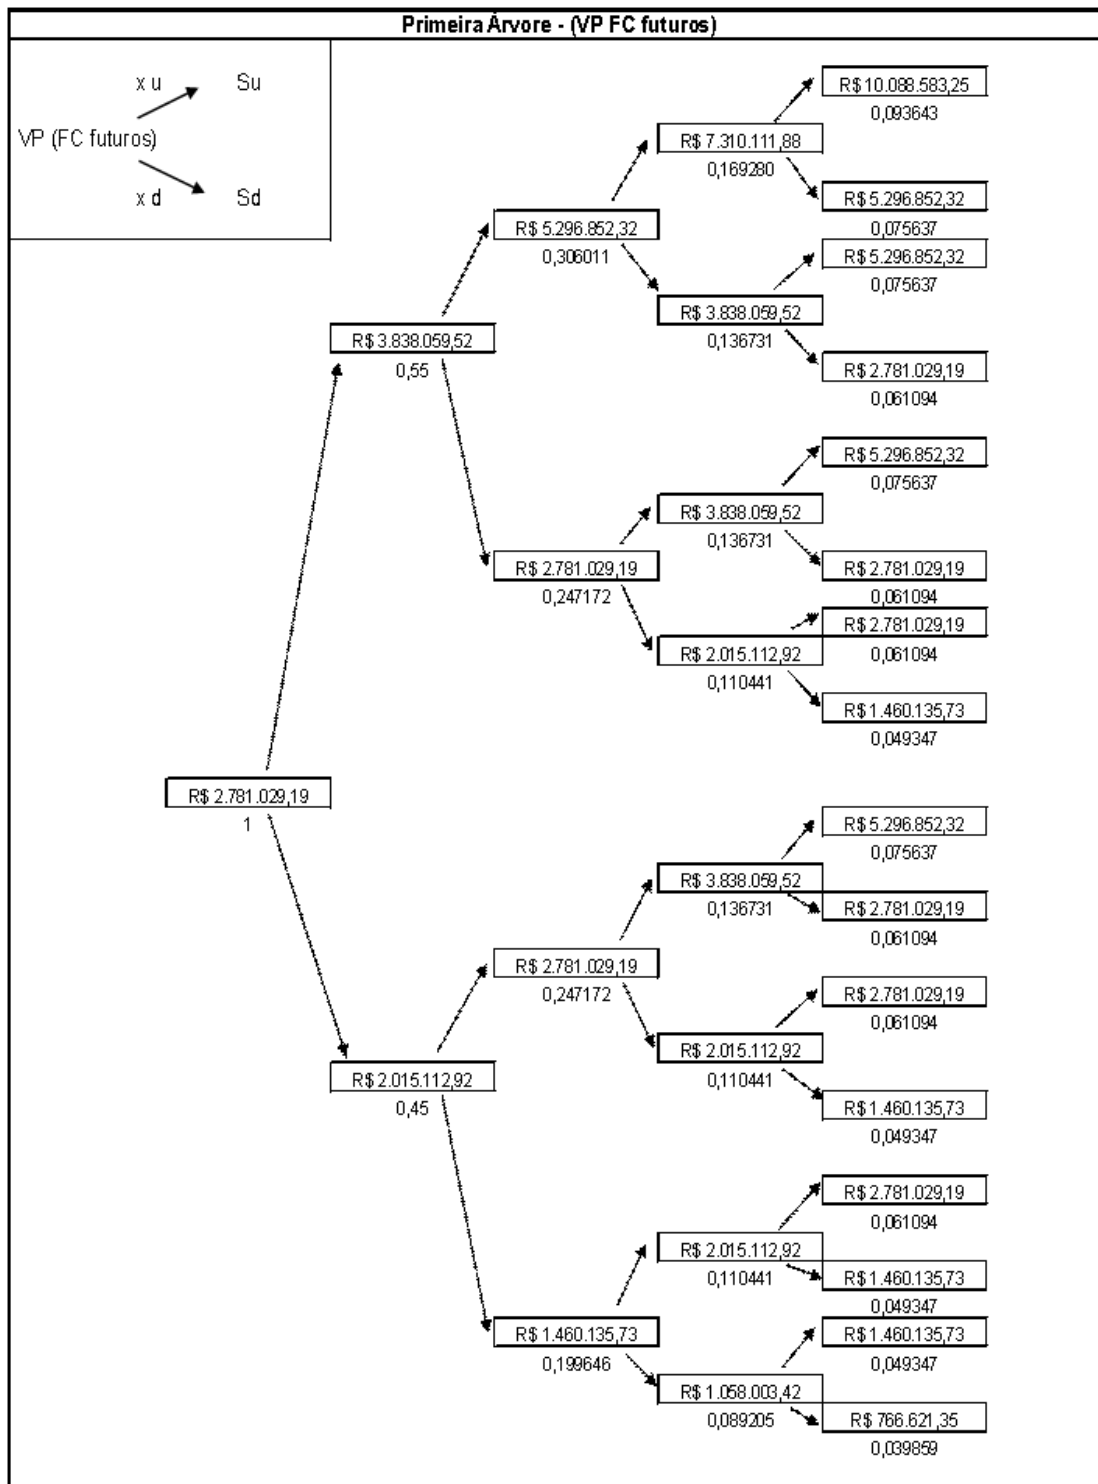 Primeira Árvore - (VP FC futuros)
x u
Su
VP (FC futuros)
x d
Sd
R$ 10.088.583,25
0,093643
R$ 7.310.111,88
0,169280
R$ 5.296.852,32
0,075637
R$ 5.296.852,32
0,306011
R$ 5.296.852,32
0,075637
R$ 3.838.059,52
0,136731
R$ 3.838.059,52
0,55
R$ 2.781.029,19
0,061094
R$ 5.296.852,32
0,075637
R$ 3.838.059,52
0,136731
R$ 2.781.029,19
0,247172
R$ 2.781.029,19
0,061094
R$ 2.781.029,19
0,061094
R$ 2.015.112,92
0,110441
R$ 1.460.135,73
0,049347
R$ 2.781.029,19
1
R$ 5.296.852,32
0,075637
R$ 3.838.059,52
0,136731
R$ 2.781.029,19
0,061094
R$ 2.781.029,19
0,247172
R$ 2.781.029,19
0,061094
R$ 2.015.112,92
0,110441
R$ 2.015.112,92
0,45
R$ 1.460.135,73
0,049347
R$ 2.781.029,19
0,061094
R$ 2.015.112,92
0,110441
R$ 1.460.135,73
0,049347
R$ 1.460.135,73
0,199646
R$ 1.460.135,73
0,049347
R$ 1.058.003,42
0,089205
R$ 766.621,35
0,039859